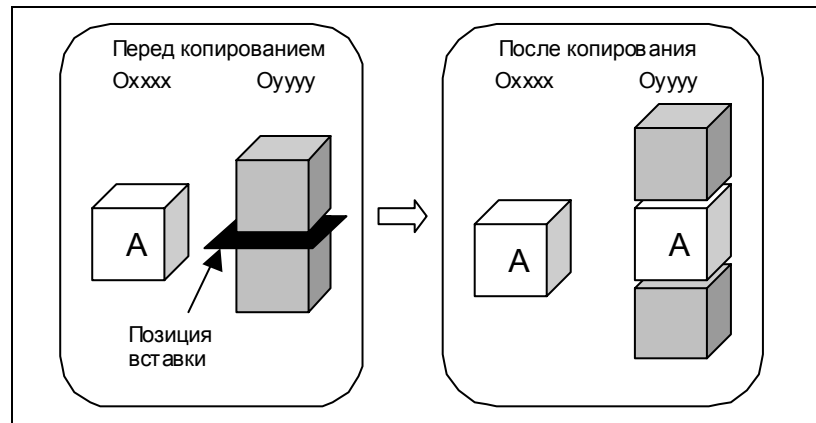 Перед копированием
Oxxxx Oyyyy
A
Позиция
вставки
После копирования
Oxxxx Oyyyy
A
A